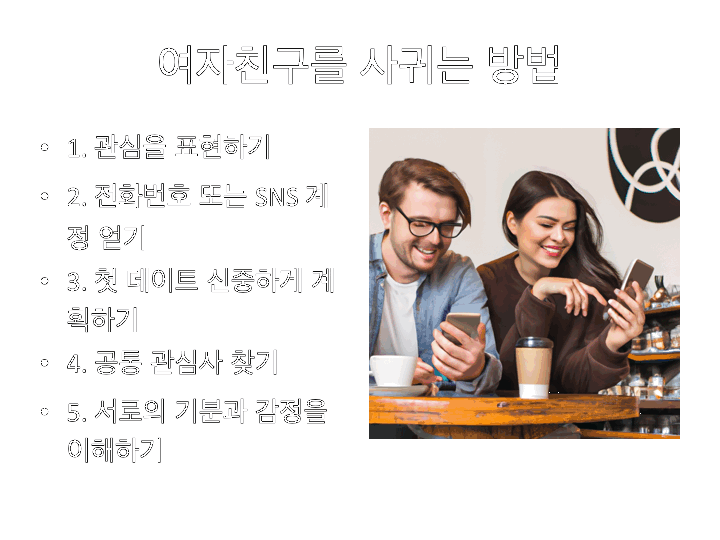 여자친구를 사귀는 방법
• 1. 관심을 표현하기
• 2. 전화번호 또는 SNS 계
정 얻기
• 3. 첫 데이트 신중하게 계
획하기
• 4. 공통 관심사 찾기
• 5. 서로의 기분과 감정을
이해하기